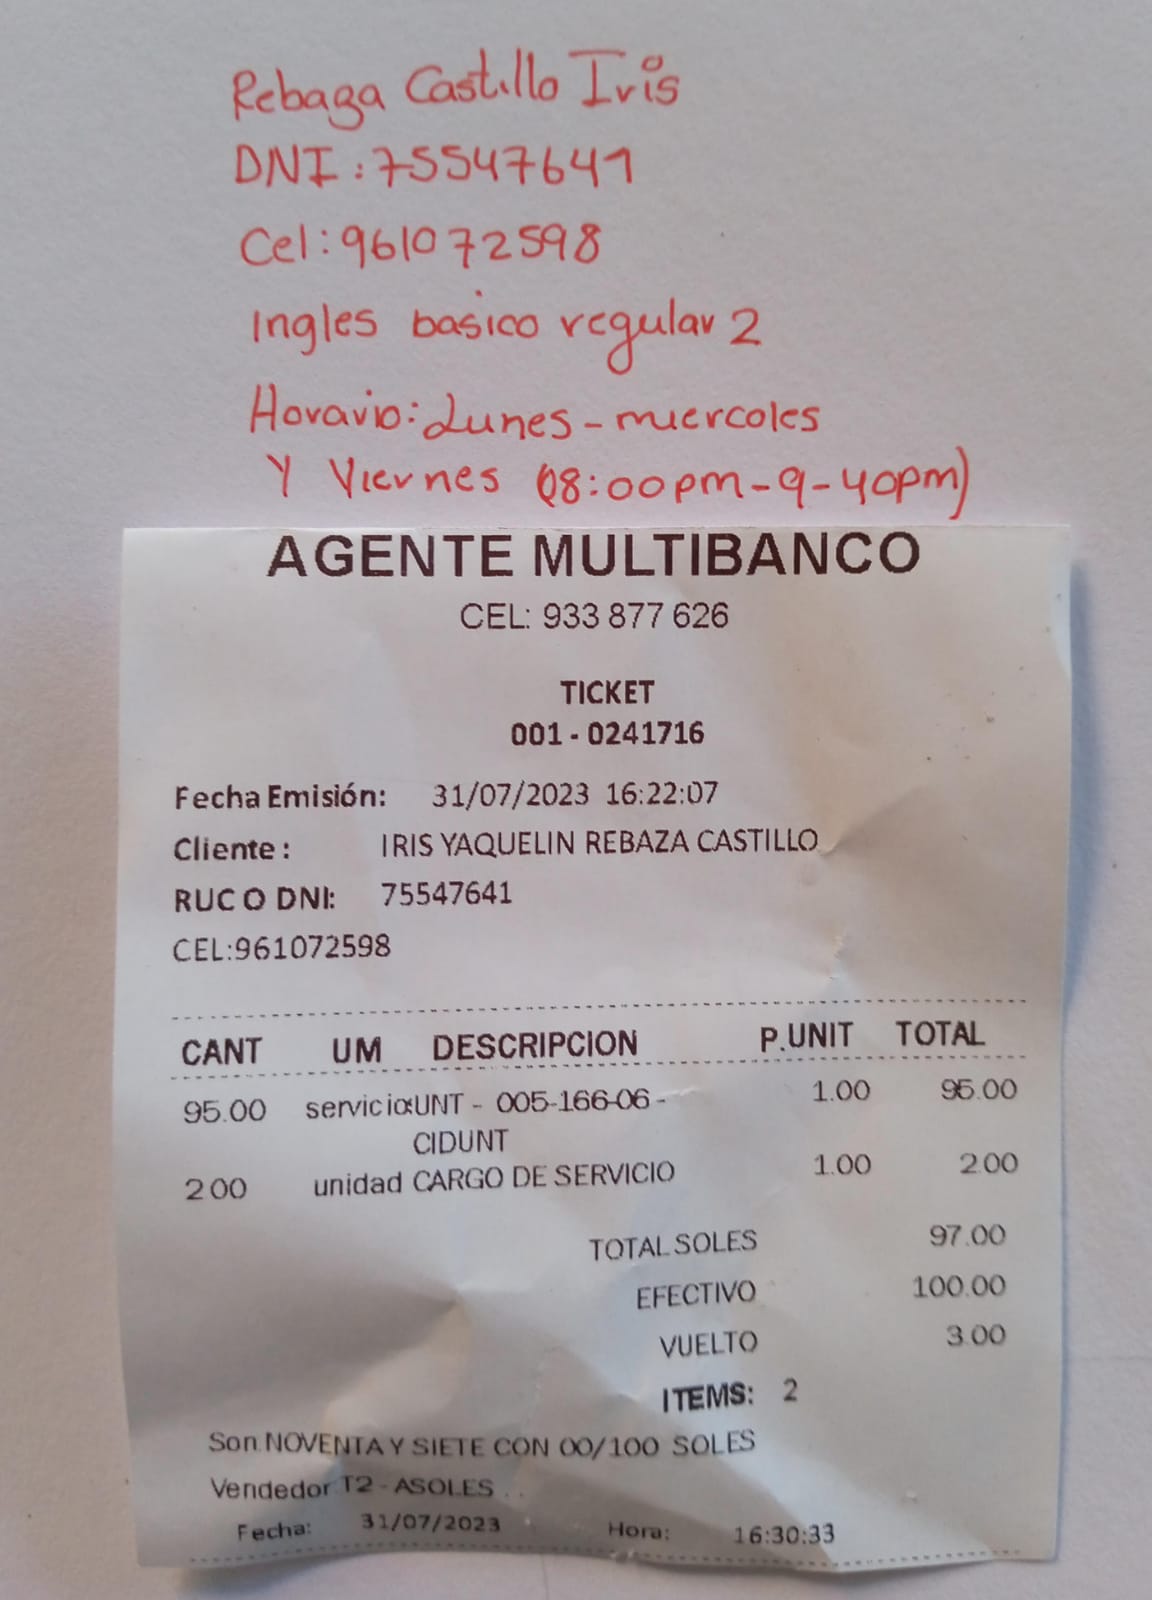 Rebaza Castillo Iris
DNI: 75547641
Cel: 961072598
Ingles basico regular 2
Horario: Lunes - miercoles
Y Viernes (08:00pm-9-40pm)
AGENTE MULTIBANCO
CEL: 933 877 626
TICKET
001 - 0241716
Fecha Emisión: 31/07/2023 16:22:07
Cliente: IRIS YAQUELIN REBAZA CASTILLO
RUC O DNI: 75547641
CEL:961072598
CANT UM DESCRIPCION P.UNIT TOTAL
95.00 servicio:UNT - 005-166-06 - 1.00 95.00
CIDUNT
2.00 unidad CARGO DE SERVICIO 1.00 2.00
TOTAL SOLES 97.00
EFECTIVO 100.00
VUELTO 3.00
ITEMS: 2
Son NOVENTA Y SIETE CON 00/100 SOLES
Vendedor T2 - ASOLES . .
Fecha: 31/07/2023 Hora: 16:30:33